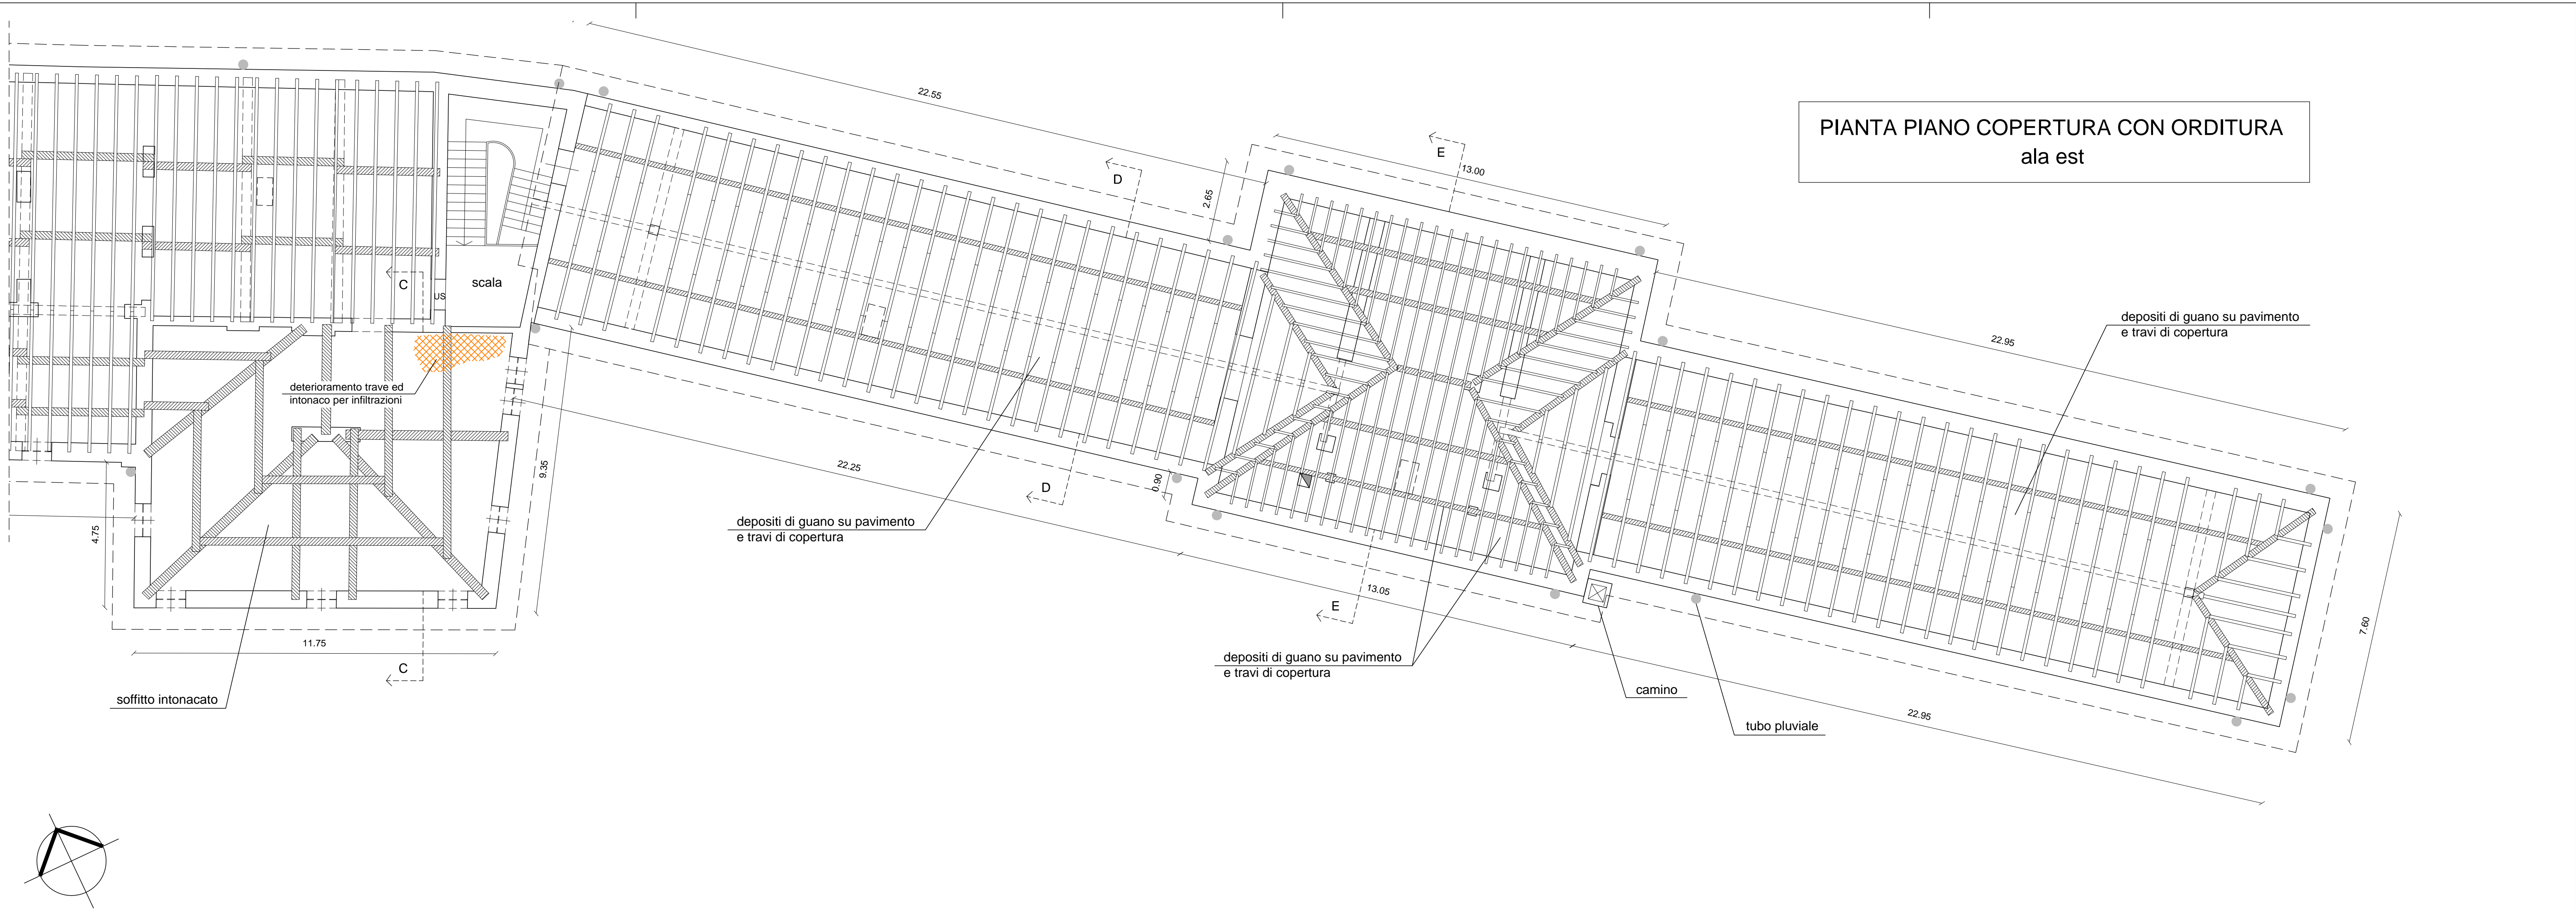 PIANTA PIANO COPERTURA CON ORDITURA
ala est
22.55
D
2.65
E
13.00
22.95
depositi di guano su pavimento
e travi di copertura
C
US
scala
deterioramento trave ed
intonaco per infiltrazioni
9.35
22.25
D
0.90
depositi di guano su pavimento
e travi di copertura
4.75
13.05
E
7.60
11.75
C
soffitto intonacato
depositi di guano su pavimento
e travi di copertura
camino
22.95
tubo pluviale